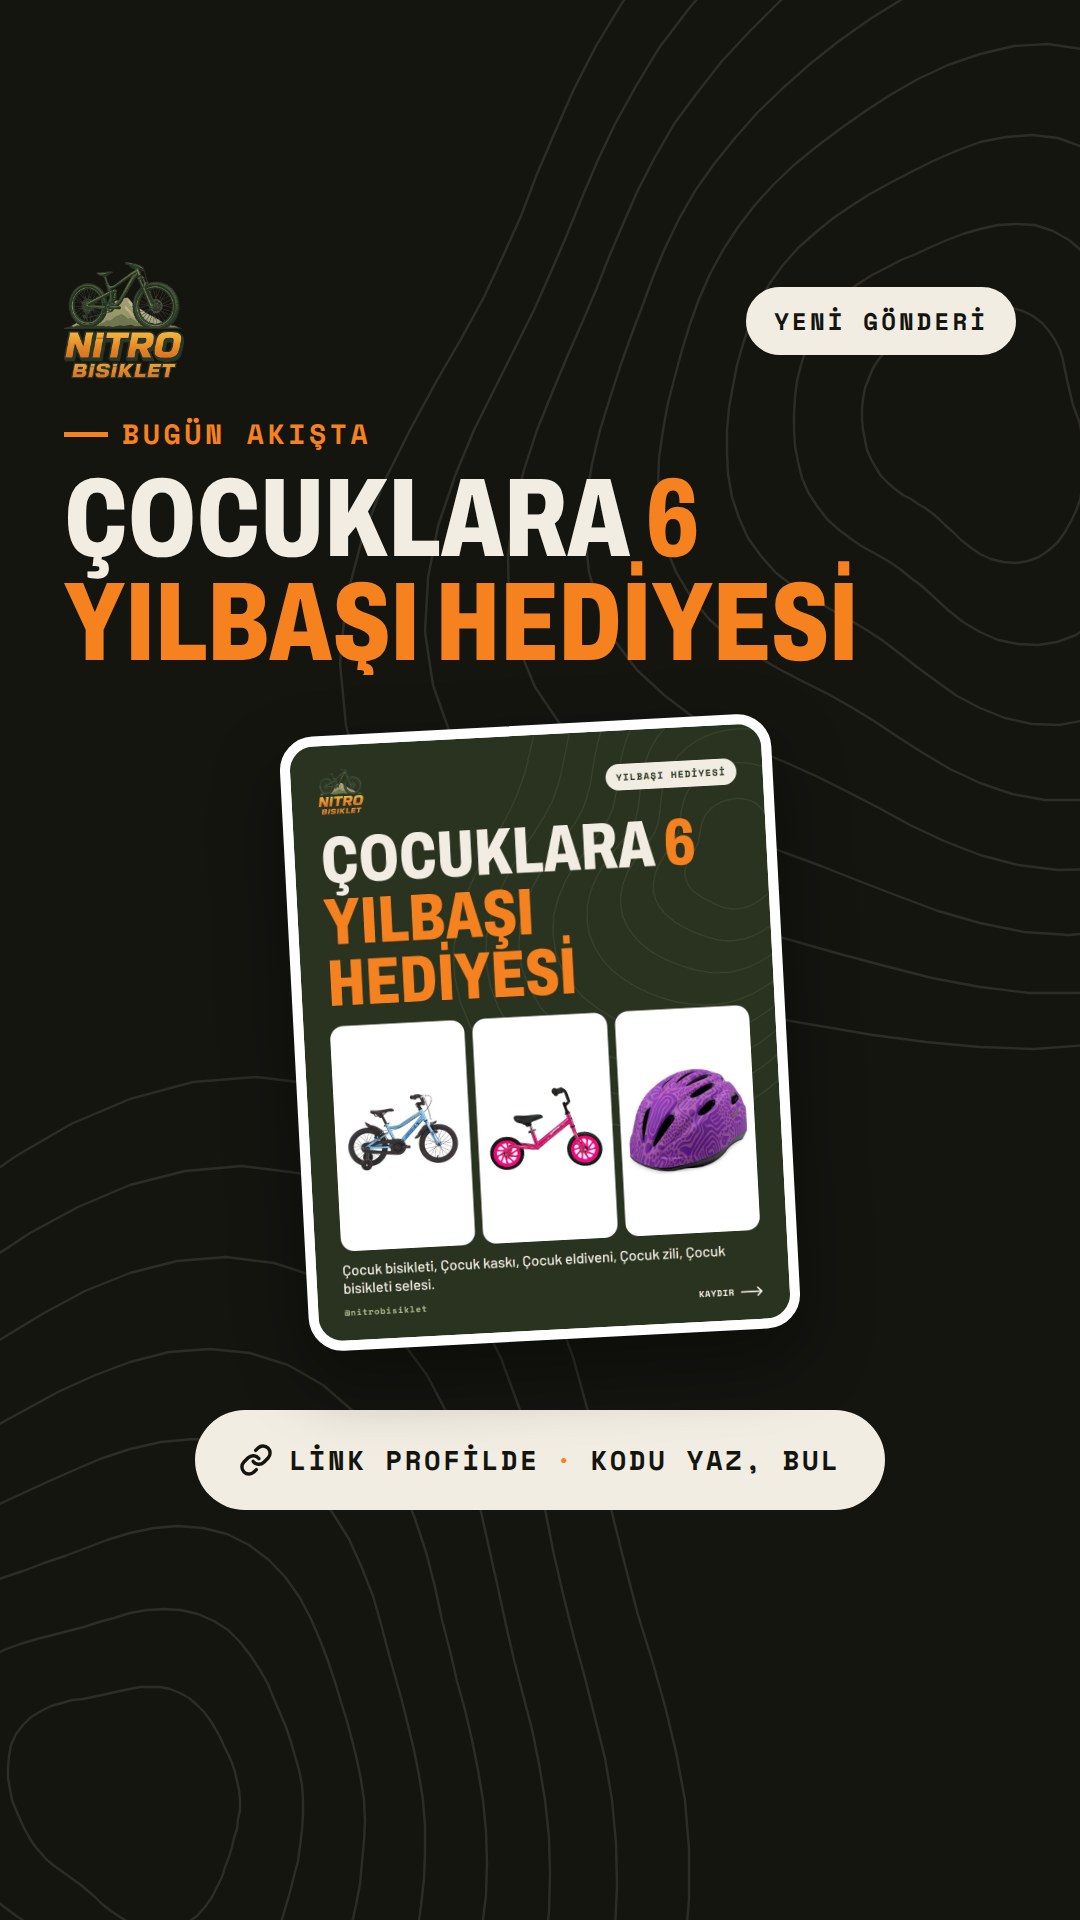 NiTRO
BiSiKLET
YENİ GÖNDERİ
BUGÜN AKIŞTA
ÇOCUKLARA 6
YILBAŞI HEDİYESİ
NiTRO
BiSiKLET
YILBAŞI HEDİYESİ
ÇOCUKLARA 6
YILBAŞI
HEDİYESİ
Çocuk bisikleti, Çocuk kaskı, Çocuk eldiveni, Çocuk zili, Çocuk
bisikleti selesi.
@nitrobisiklet
KAYDIR
LİNK PROFİLDE · KODU YAZ, BUL